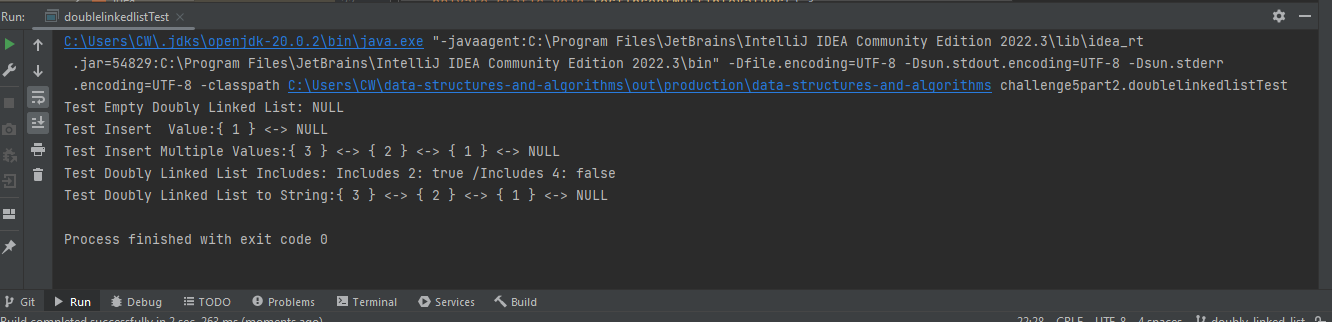 Run:
doublelinkedlistTest
C:\Users\CW\.jdks\openjdk-20.0.2\bin\java.exe "-javaagent:C:\Program Files\JetBrains\IntelliJ IDEA Community Edition 2022.3\lib\idea_rt
.jar=54829:C:\Program Files\JetBrains\IntelliJ IDEA Community Edition 2022.3\bin" -Dfile.encoding=UTF-8 -Dsun.stdout.encoding=UTF-8 -Dsun.stderr
.encoding=UTF-8 -classpath C:\Users\CW\data-structures-and-algorithms\out\production\data-structures-and-algorithms challenge5part2.doublelinkedlistTest
Test Empty Doubly Linked List: NULL
Test Insert  Value:{ 1 } <-> NULL
Test Insert Multiple Values:{ 3 } <-> { 2 } <-> { 1 } <-> NULL
Test Doubly Linked List Includes: Includes 2: true /Includes 4: false
Test Doubly Linked List to String:{ 3 } <-> { 2 } <-> { 1 } <-> NULL
Process finished with exit code 0
Git Run Debug TODO Problems Terminal Services Build
Build completed successfully in 2 sec, 263 ms (moments ago) 22:28 CRLF UTF-8 4 spaces doubly_linked_list